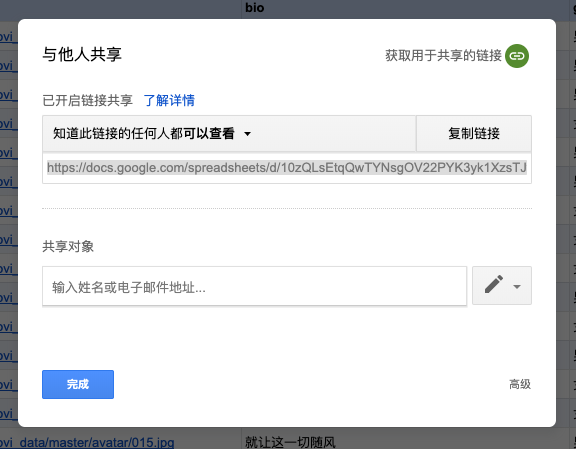 bio
与他人共享
获取用于共享的链接
已开启链接共享 了解详情
知道此链接的任何人都可以查看
复制链接
https://docs.google.com/spreadsheets/d/10zQLsEtqQwTYNsgOV22PYK3yk1XzsTJ
共享对象
输入姓名或电子邮件地址...
完成
高级
ovi_data/master/avatar/015.jpg
就让这一切随风